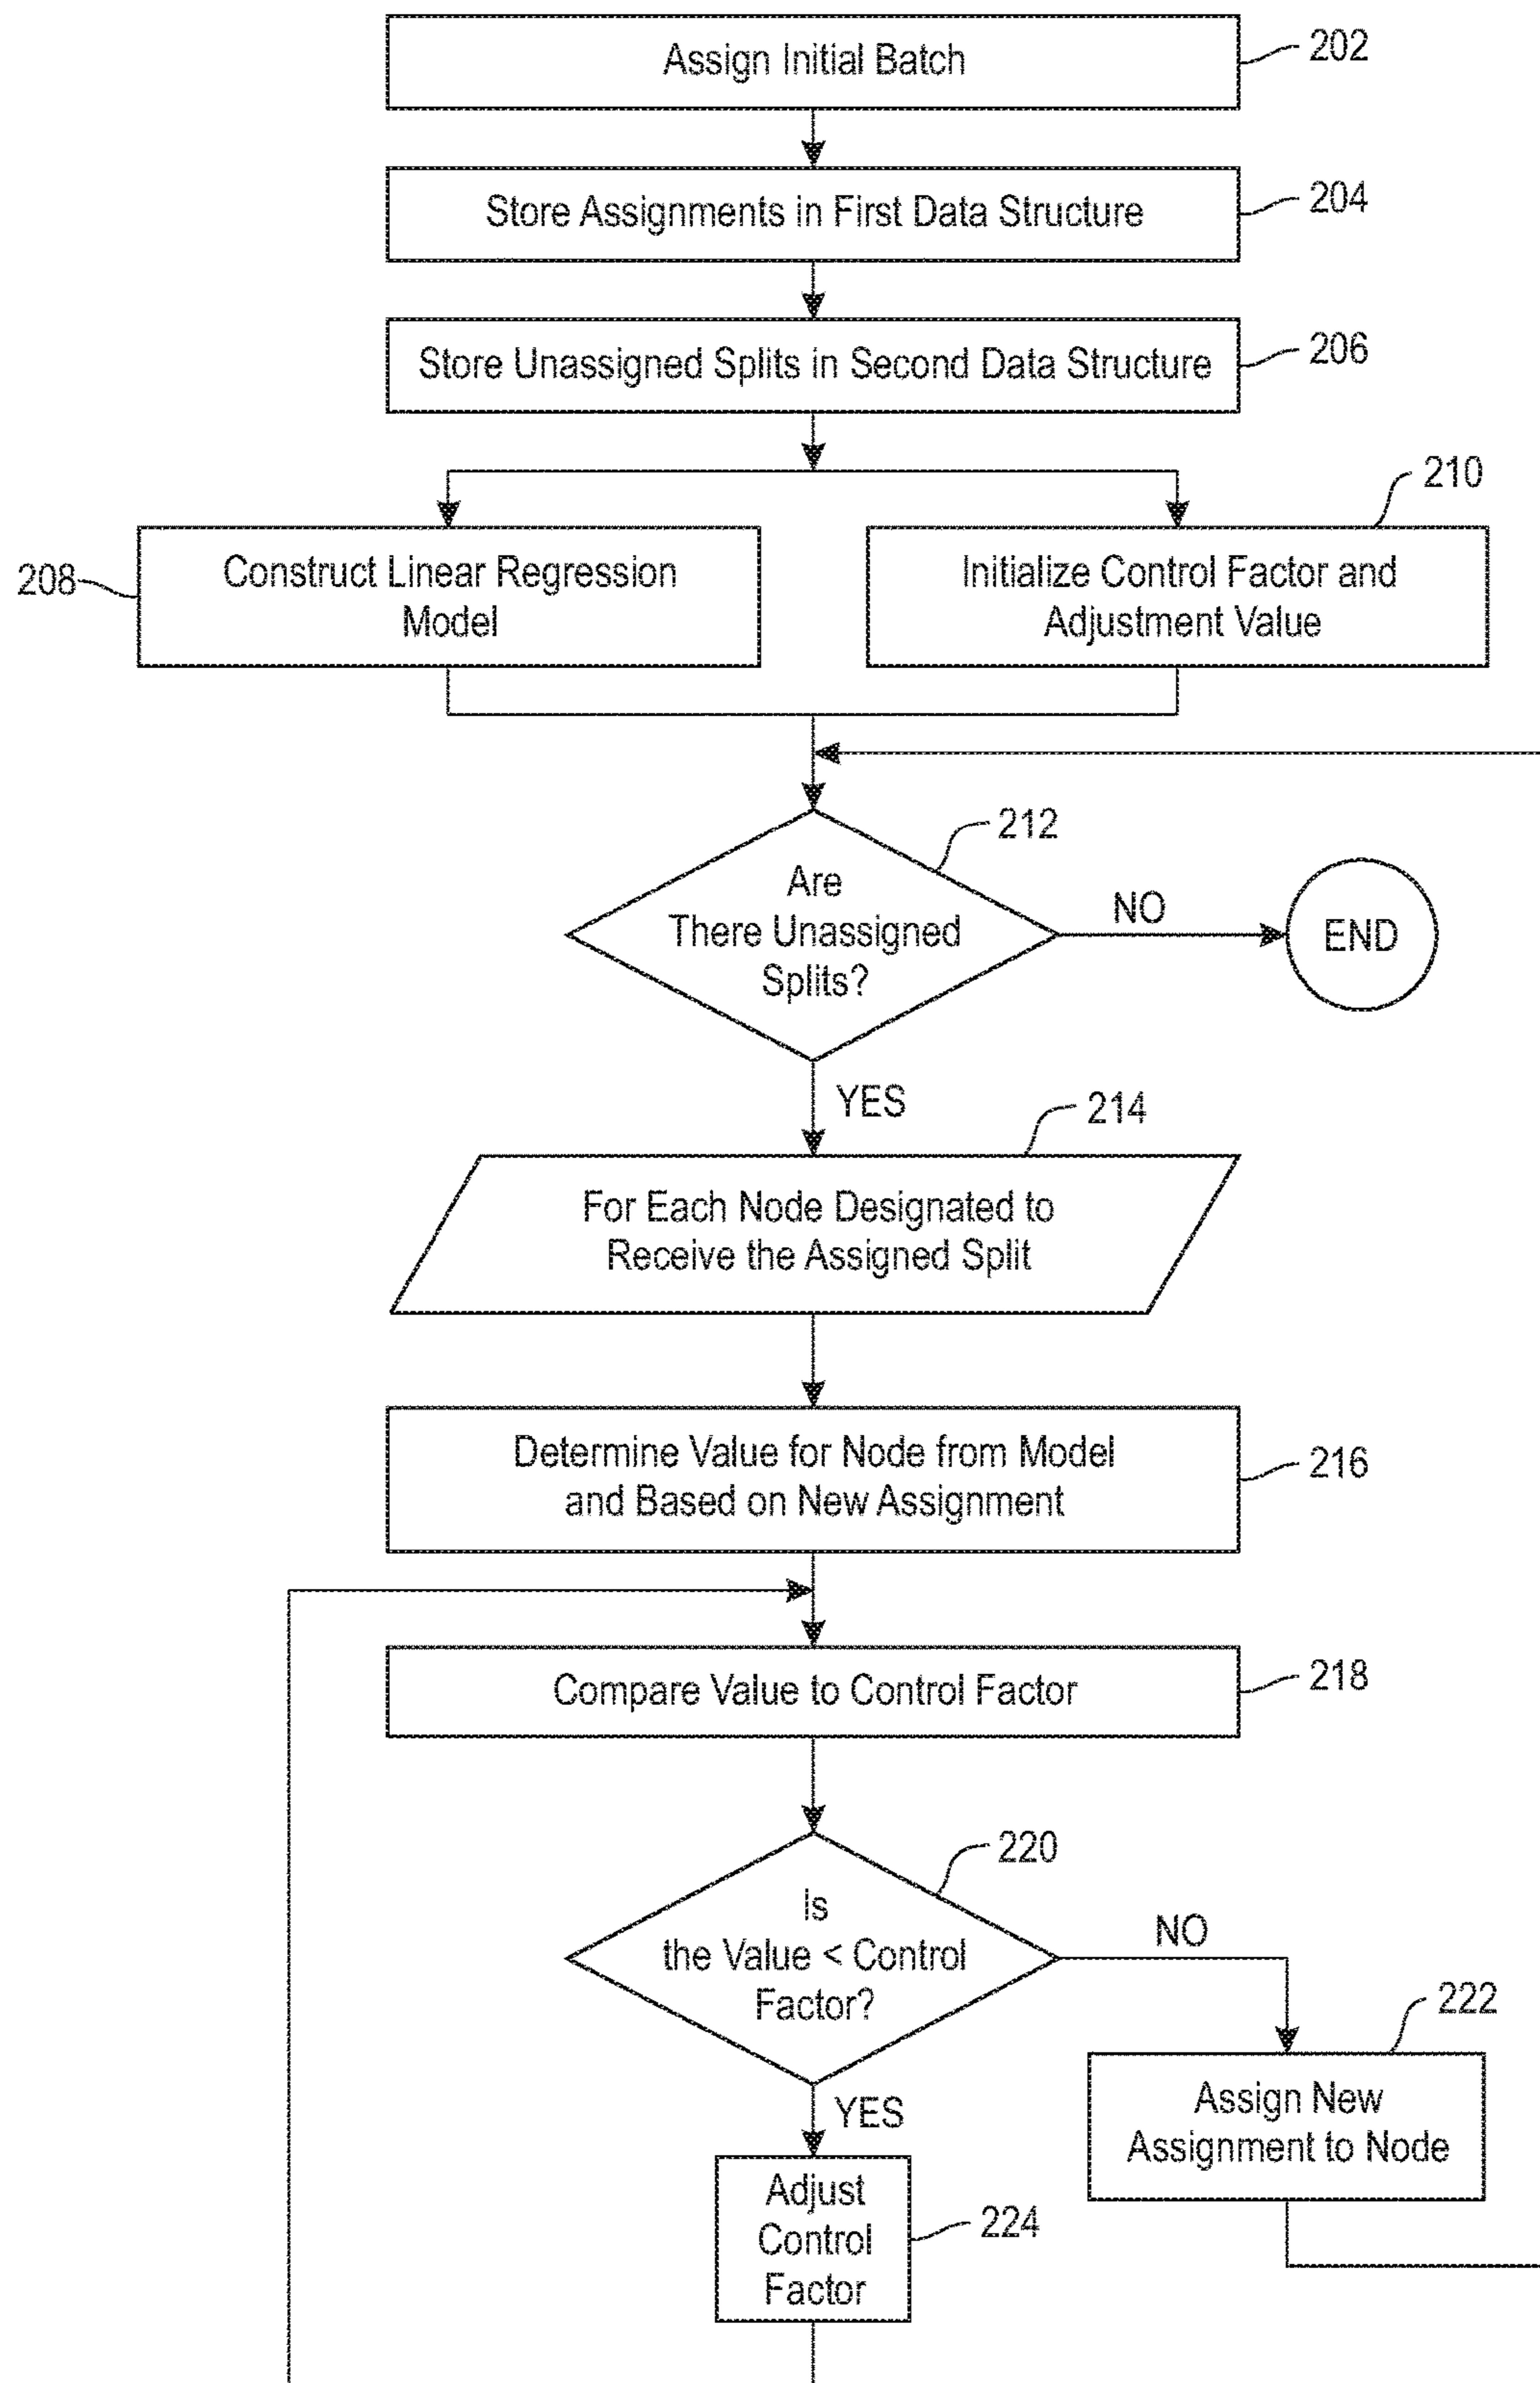 Assign Initial Batch
202
Store Assignments in First Data Structure
204
Store Unassigned Splits in Second Data Structure
206
210
208
Construct Linear Regression
Model
Initialize Control Factor and
Adjustment Value
212
Are
There Unassigned
Splits?
NO
END
YES
214
For Each Node Designated to
Receive the Assigned Split
Determine Value for Node from Model
and Based on New Assignment
216
Compare Value to Control Factor
218
220
Is
the Value < Control
Factor?
NO
222
YES
Assign New
Assignment to Node
Adjust
Control
Factor
224